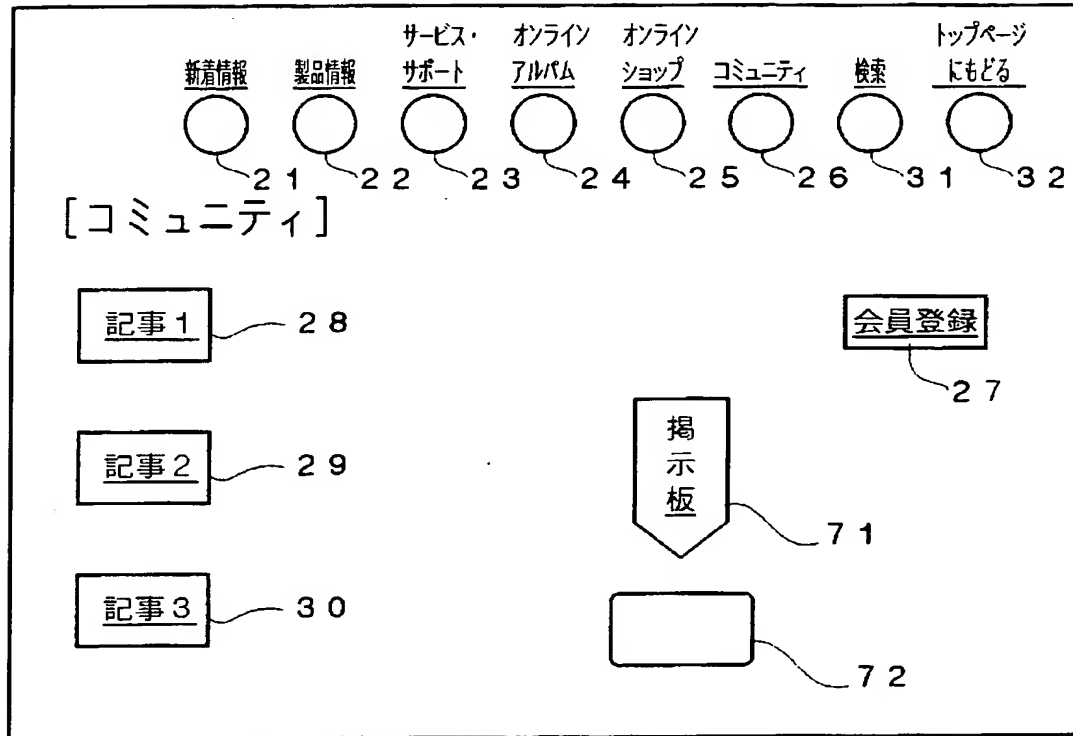 新着情報
製品情報
サービス・
サポート
オンライン
アルバム
オンライン
ショップ
コミュニティ
検索
トップページ
にもどる
21
22
23
24
25
26
31
32
[コミュニティ]
記事1
28
会員登録
27
記事2
29
掲示板
71
記事3
30
72